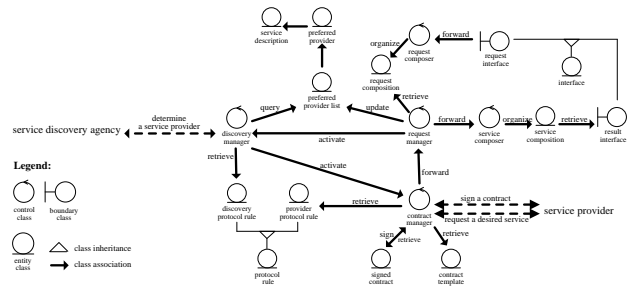 service
description
preferred
provider
request
composer
forward
request
interface
organize
interface
request
composition
preferred
provider list
retrieve
query
update
determine
a service provider
service discovery agency
discovery
manager
activate
request
manager
forward
service
composer
organize
service
composition
retrieve
result
interface
retrieve
activate
forward
Legend:
control
class
boundary
class
discovery
protocol rule
provider
protocol rule
retrieve
contract
manager
sign a contract
request a desired service
service provider
entity
class
class inheritance
class association
protocol
rule
sign
retrieve
retrieve
signed
contract
contract
template